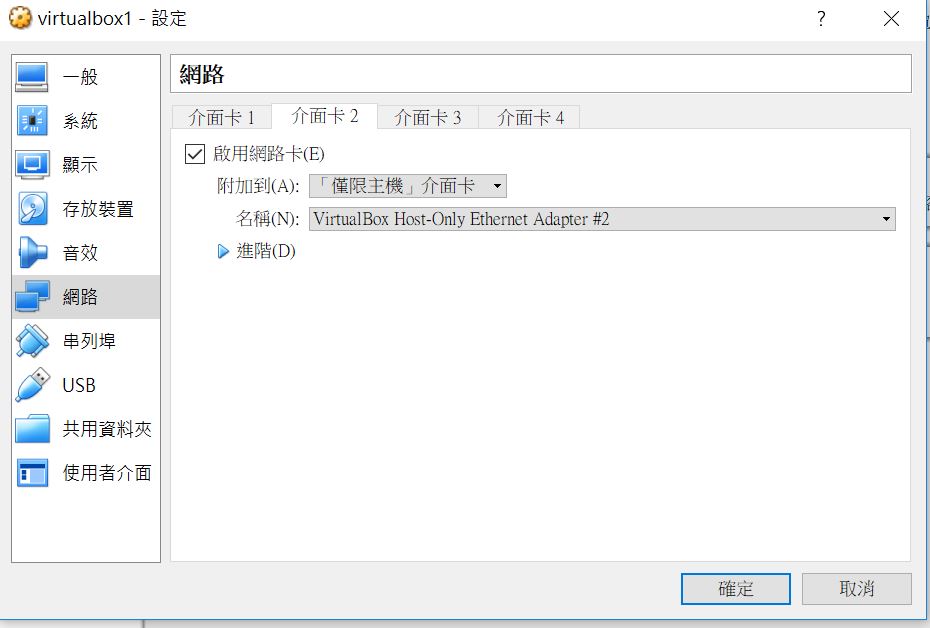 virtualbox1 - 設定
?
一般
系統
顯示
存放裝置
音效
網路
串列埠
USB
共用資料夾
使用者介面
網路
介面卡 1
介面卡 2
介面卡 3
介面卡 4
啟用網路卡(E)
附加到(A): 「僅限主機」介面卡
名稱(N): VirtualBox Host-Only Ethernet Adapter #2
進階(D)
確定
取消